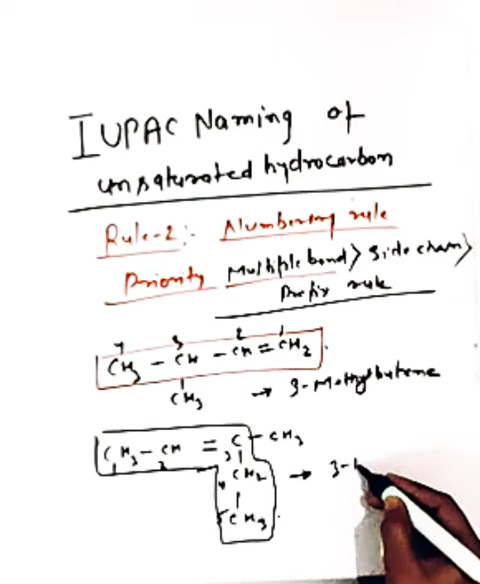 IUPAC Naming of
unsaturated hydrocarbon
Rule-2:- Numbering rule
Priority Multiple bond > Side chain >
Prefix rule
4 3 2 1
CH3 - CH - CH = CH2
CH3 → 3-Methylbutene
CH3 - CH = C - CH3
1 2 3
4 CH2 → 3-
5 CH3